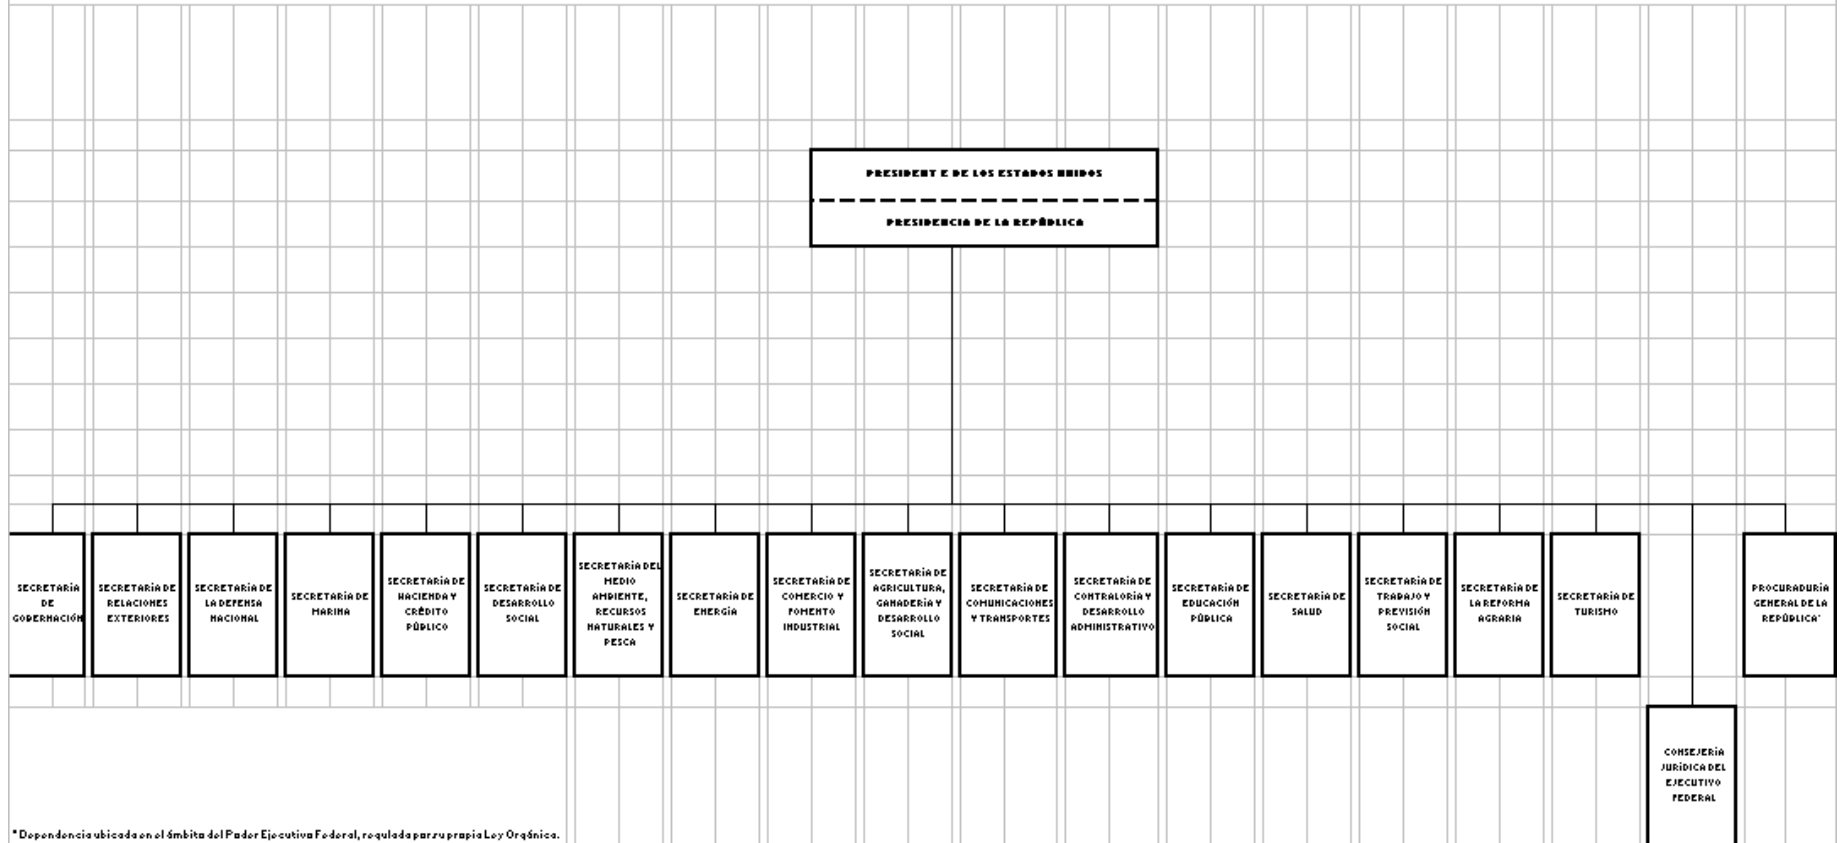 PRESIDENTE DE LOS ESTADOS UNIDOS
PRESIDENCIA DE LA REPÚBLICA
SECRETARÍA
DE
GOBERNACIÓN
SECRETARÍA DE
RELACIONES
EXTERIORES
SECRETARÍA DE
LA DEFENSA
NACIONAL
SECRETARÍA DE
MARINA
SECRETARÍA DE
HACIENDA Y
CRÉDITO
PÚBLICO
SECRETARÍA DE
DESARROLLO
SOCIAL
SECRETARÍA DEL
MEDIO
AMBIENTE,
RECURSOS
NATURALES Y
PESCA
SECRETARÍA DE
ENERGÍA
SECRETARÍA DE
COMERCIO Y
FOMENTO
INDUSTRIAL
SECRETARÍA DE
AGRICULTURA,
GANADERÍA Y
DESARROLLO
SOCIAL
SECRETARÍA DE
COMUNICACIONES
Y TRANSPORTES
SECRETARÍA DE
CONTRALORÍA Y
DESARROLLO
ADMINISTRATIVO
SECRETARÍA DE
EDUCACIÓN
PÚBLICA
SECRETARÍA DE
SALUD
SECRETARÍA DE
TRABAJO Y
PREVISIÓN
SOCIAL
SECRETARÍA DE
LA REFORMA
AGRARIA
SECRETARÍA DE
TURISMO
PROCURADURÍA
GENERAL DE LA
REPÚBLICA*
CONSEJERÍA
JURÍDICA DEL
EJECUTIVO
FEDERAL
* Dependencia ubicada en el ámbito del Poder Ejecutivo Federal, regulada por su propia Ley Orgánica.